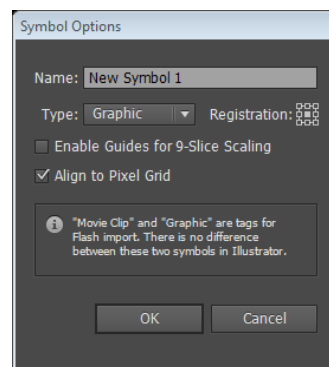 Symbol Options
Name: New Symbol 1
Type: Graphic Registration:
Enable Guides for 9-Slice Scaling
Align to Pixel Grid
"Movie Clip" and "Graphic" are tags for
Flash import. There is no difference
between these two symbols in Illustrator.
OK Cancel